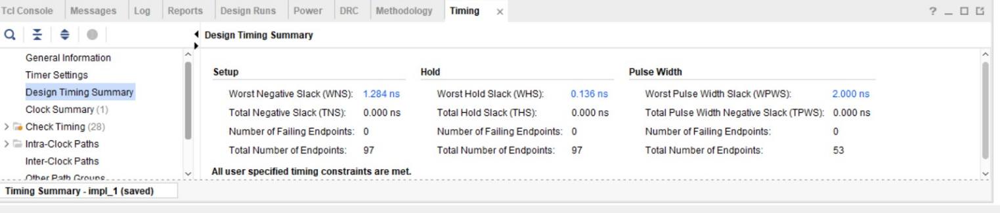 Tcl Console Messages Log Reports Design Runs Power DRC Methodology Timing × ? _
Design Timing Summary
General Information
Timer Settings
Design Timing Summary
Clock Summary (1)
Check Timing (28)
Intra-Clock Paths
Inter-Clock Paths
Other Path Groups
Setup Hold Pulse Width
Worst Negative Slack (WNS): 1.284 ns Worst Hold Slack (WHS): 0.136 ns Worst Pulse Width Slack (WPWS): 2.000 ns
Total Negative Slack (TNS): 0.000 ns Total Hold Slack (THS): 0.000 ns Total Pulse Width Negative Slack (TPWS): 0.000 ns
Number of Failing Endpoints: 0 Number of Failing Endpoints: 0 Number of Failing Endpoints: 0
Total Number of Endpoints: 97 Total Number of Endpoints: 97 Total Number of Endpoints: 53
All user specified timing constraints are met.
Timing Summary - impl_1 (saved)